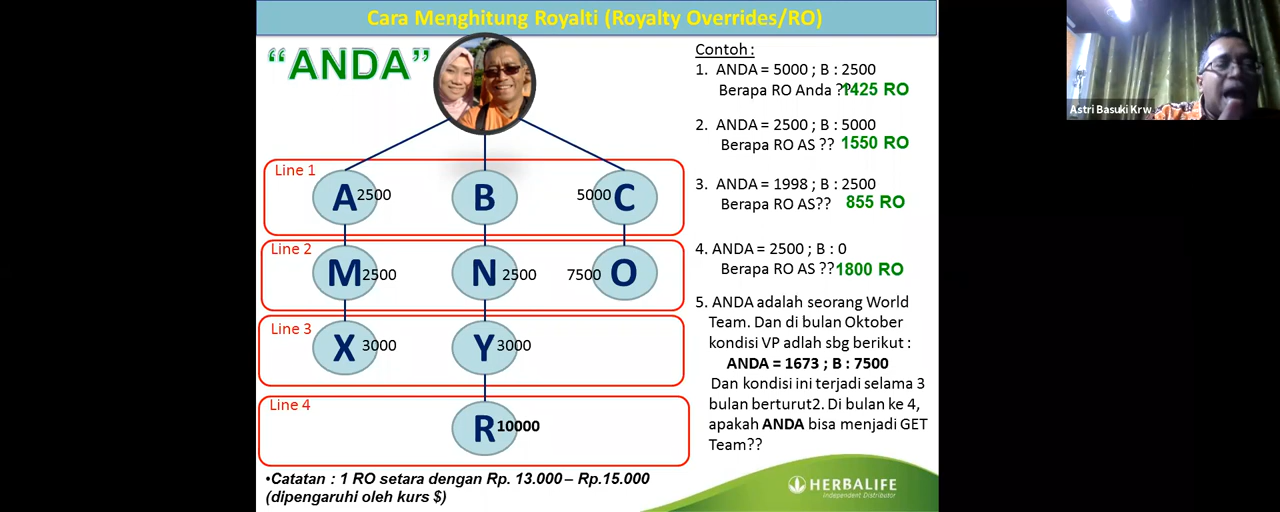 Cara Menghitung Royalti (Royalty Overrides/RO)
“ANDA”
Line 1
A 2500
B
5000 C
Line 2
M 2500
N 2500
7500 O
Line 3
X 3000
Y 3000
Line 4
R 10000
•Catatan : 1 RO setara dengan Rp. 13.000 – Rp.15.000
(dipengaruhi oleh kurs $)
Contoh :
1. ANDA = 5000 ; B : 2500
Berapa RO Anda ?? 1425 RO
2. ANDA = 2500 ; B : 5000
Berapa RO AS ?? 1550 RO
3. ANDA = 1998 ; B : 2500
Berapa RO AS?? 855 RO
4. ANDA = 2500 ; B : 0
Berapa RO AS ?? 1800 RO
5. ANDA adalah seorang World
Team. Dan di bulan Oktober
kondisi VP adlah sbg berikut :
ANDA = 1673 ; B : 7500
Dan kondisi ini terjadi selama 3
bulan berturut2. Di bulan ke 4,
apakah ANDA bisa menjadi GET
Team??
HERBALIFE
Independent Distributor
Astri Basuki Krw